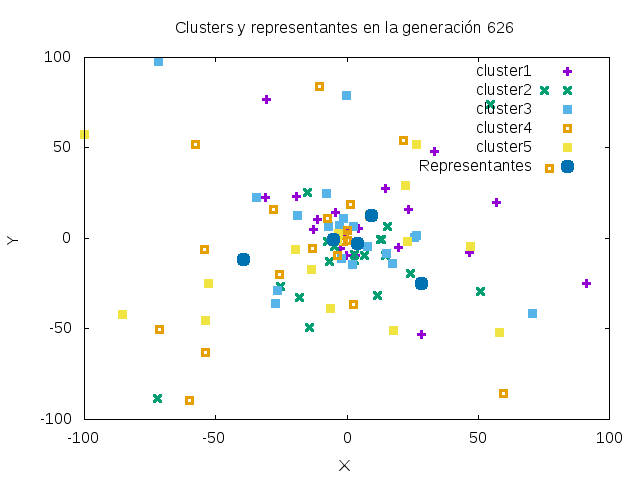 Clusters y representantes en la generación 626
100
50
0
-50
-100
Y
cluster1
cluster2
cluster3
cluster4
cluster5
Representantes
-100
-50
0
50
100
X